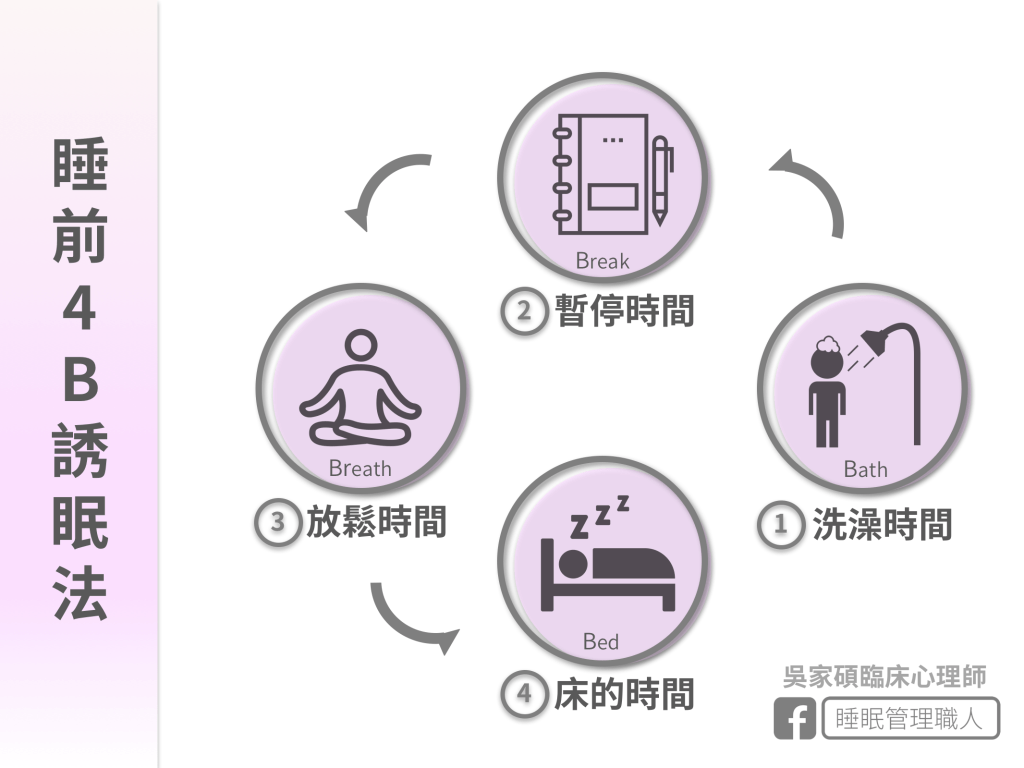 睡前4B誘眠法
Bath
1 洗澡時間
Break
2 暫停時間
Breath
3 放鬆時間
zzz
Bed
4 床的時間
吳家碩臨床心理師
f 睡眠管理職人